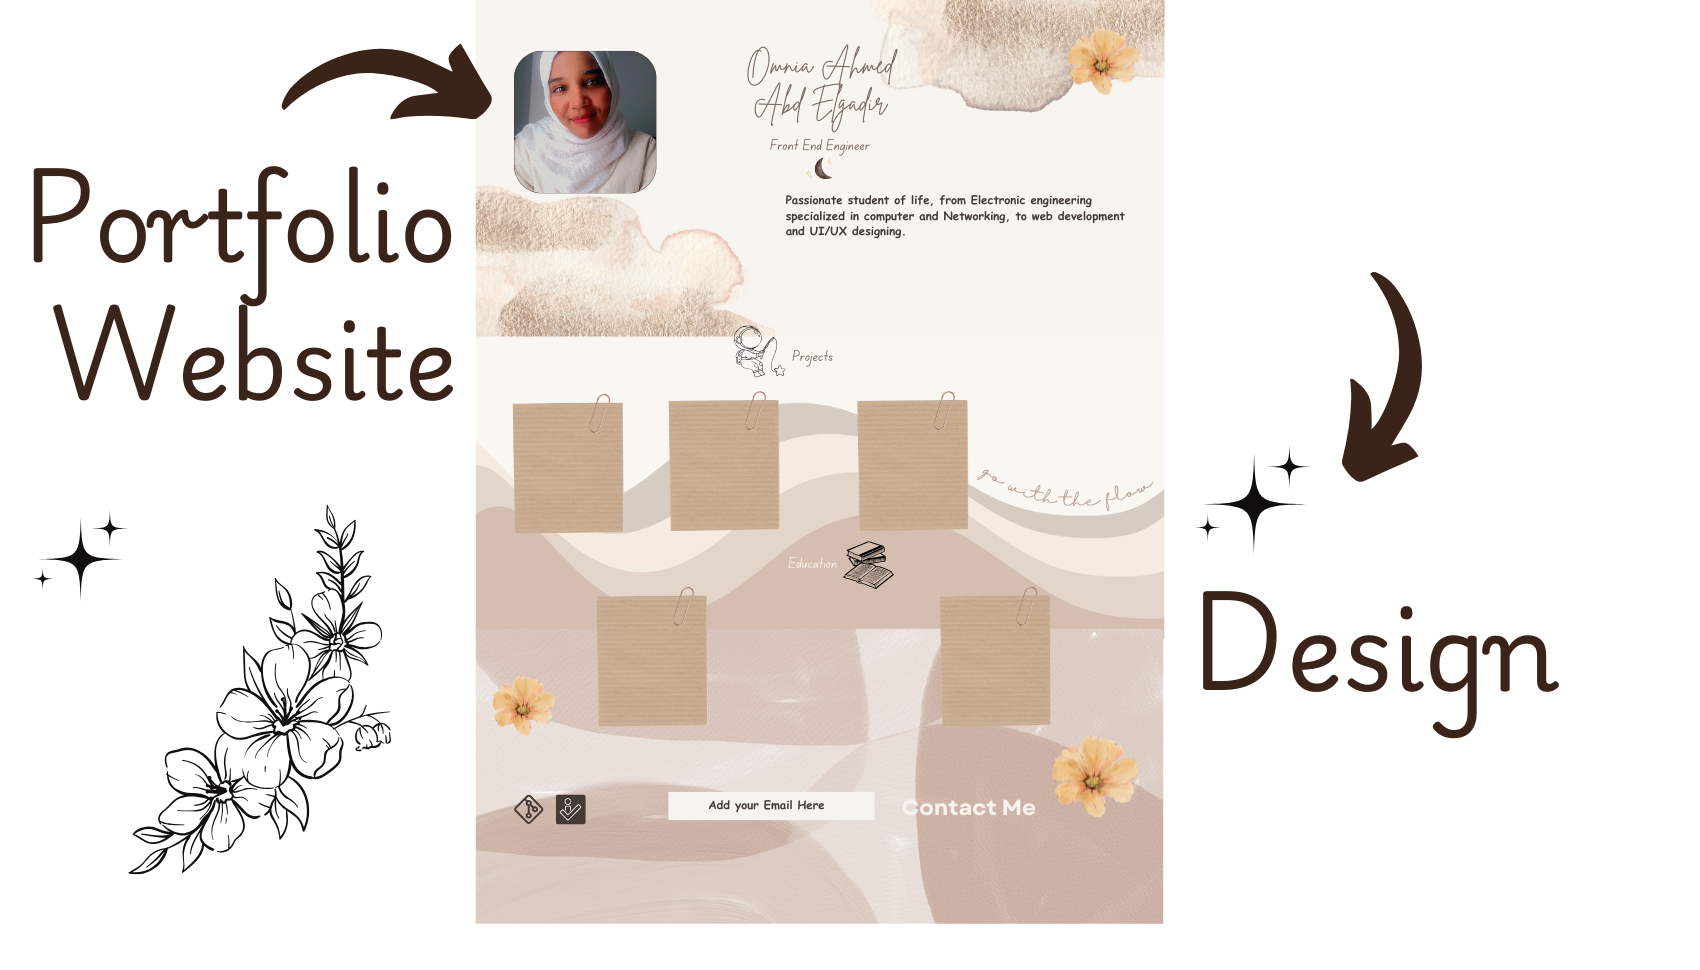 Portfolio
Website
Omnia Ahmed
Abd Elgadir
Front End Engineer
Passionate student of life, from Electronic engineering
specialized in computer and Networking, to web development
and UI/UX designing.
Projects
go with the flow
Education
Add your Email Here
Contact Me
Design